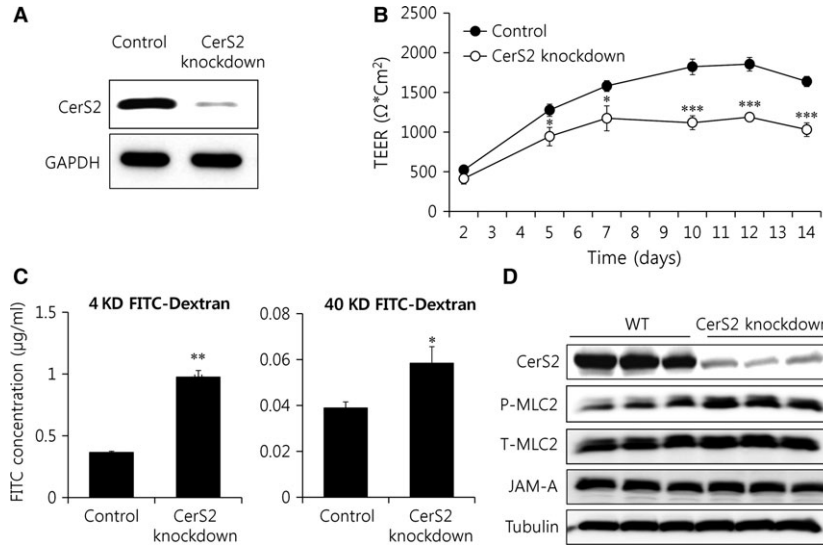 A
Control
CerS2
knockdown
CerS2
GAPDH
B
Control
CerS2 knockdown
TEER (Ω*Cm²)
2500
2000
1500
1000
500
0
* * *** *** ***
2 3 4 5 6 7 8 9 10 11 12 13 14
Time (days)
C
4 KD FITC-Dextran
FITC concentration (µg/ml)
1.5
1
0.5
0
**
Control
CerS2
knockdown
40 KD FITC-Dextran
0.08
0.06
0.04
0.02
0
*
Control
CerS2
knockdown
D
WT
CerS2 knockdown
CerS2
P-MLC2
T-MLC2
JAM-A
Tubulin